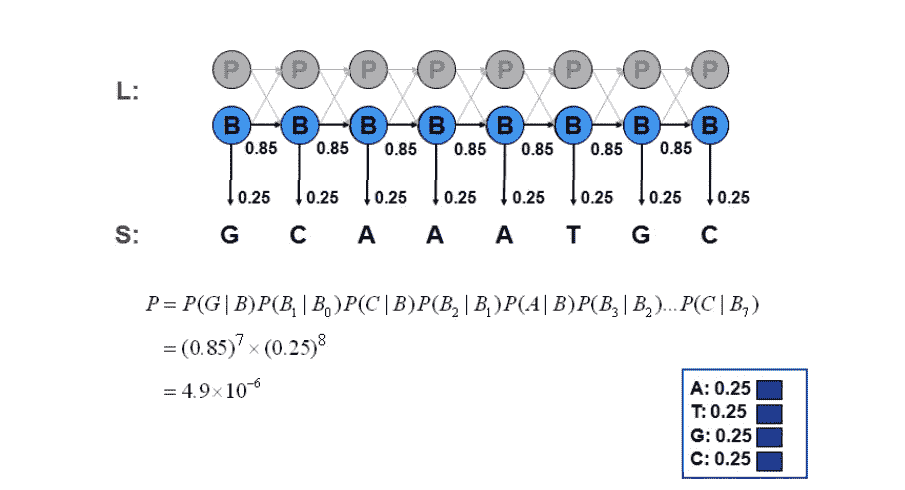 P P P P P P P P
L:
B B B B B B B B
0.85 0.85 0.85 0.85 0.85 0.85 0.85
0.25 0.25 0.25 0.25 0.25 0.25 0.25 0.25
S: G C A A A T G C
P = P(G | B)P(B₁ | B₀)P(C | B)P(B₂ | B₁)P(A | B)P(B₃ | B₂)...P(C | B₇)
= (0.85)⁷ × (0.25)⁸
= 4.9×10⁻⁶
A: 0.25
T: 0.25
G: 0.25
C: 0.25